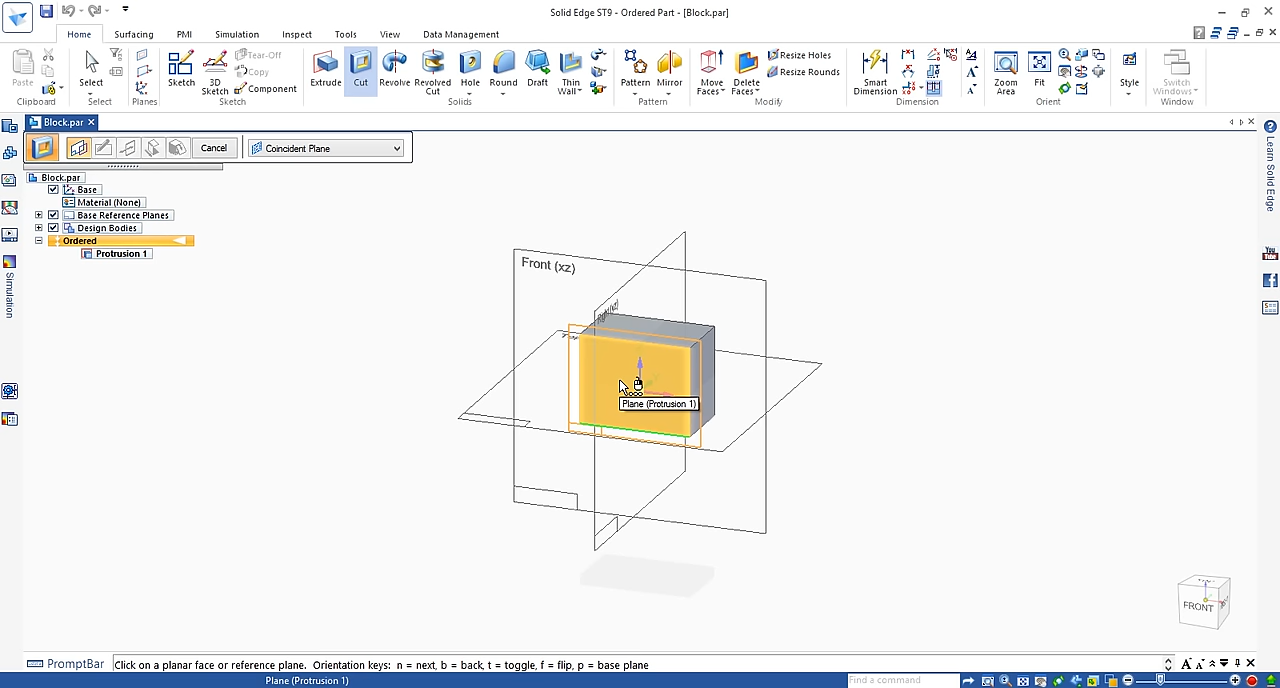 Solid Edge ST9 - Ordered Part - [Block.par]
Home Surfacing PMI Simulation Inspect Tools View Data Management
Paste
Clipboard
Select
Select
Planes
Sketch
3D Sketch
Tear-Off
Copy
Component
Sketch
Extrude
Cut
Revolve
Revolved Cut
Hole
Round
Draft
Thin Wall
Solids
Pattern
Mirror
Pattern
Move Faces
Delete Faces
Resize Holes
Resize Rounds
Modify
Smart Dimension
Dimension
Zoom Area
Fit
Orient
Style
Switch Windows
Window
Block.par
Cancel
Coincident Plane
Block.par
Base
Material (None)
Base Reference Planes
Design Bodies
Ordered
Protrusion 1
Simulation
Learn Solid Edge
You Tube
Front (xz)
Plane (Protrusion 1)
FRONT
PromptBar
Click on a planar face or reference plane. Orientation keys: n = next, b = back, t = toggle, f = flip, p = base plane
Plane (Protrusion 1)
Find a command